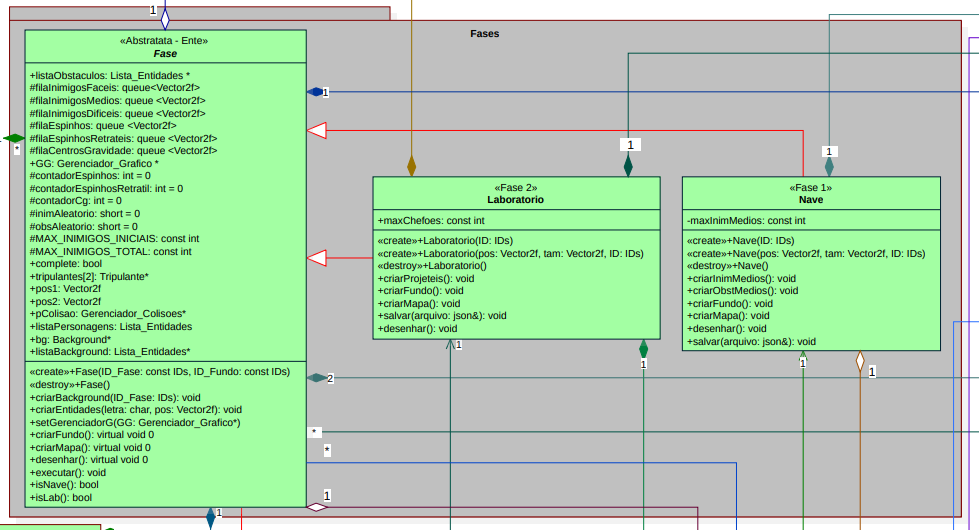 1
Fases
«Abstratata - Ente»
Fase
+listaObstaculos: Lista_Entidades *
#filaInimigosFaceis: queue<Vector2f>
#filaInimigosMedios: queue <Vector2f>
#filaInimigosDificeis: queue <Vector2f>
#filaEspinhos: queue <Vector2f>
#filaEspinhosRetrateis: queue <Vector2f>
#filaCentrosGravidade: queue <Vector2f>
+GG: Gerenciador_Grafico *
#contadorEspinhos: int = 0
#contadorEspinhosRetratil: int = 0
#contadorCg: int = 0
#inimAleatorio: short = 0
#obsAleatorio: short = 0
#MAX_INIMIGOS_INICIAIS: const int
#MAX_INIMIGOS_TOTAL: const int
+complete: bool
+tripulantes[2]: Tripulante*
+pos1: Vector2f
+pos2: Vector2f
+pColisao: Gerenciador_Colisoes*
+listaPersonagens: Lista_Entidades
+bg: Background*
+listaBackground: Lista_Entidades*
«create»+Fase(ID_Fase: const IDs, ID_Fundo: const IDs)
«destroy»+Fase()
+criarBackground(ID_Fase: IDs): void
+criarEntidades(letra: char, pos: Vector2f): void
+setGerenciadorG(GG: Gerenciador_Grafico*)
+criarFundo(): virtual void 0
+criarMapa(): virtual void 0
+desenhar(): virtual void 0
+executar(): void
+isNave(): bool
+isLab(): bool
*
1
2
*
*
1
1
1
«Fase 2»
Laboratorio
+maxChefoes: const int
«create»+Laboratorio(ID: IDs)
«create»+Laboratorio(pos: Vector2f, tam: Vector2f, ID: IDs)
«destroy»+Laboratorio()
+criarProjeteis(): void
+criarFundo(): void
+criarMapa(): void
+salvar(arquivo: json&): void
+desenhar(): void
1
1
1
«Fase 1»
Nave
-maxInimMedios: const int
«create»+Nave(ID: IDs)
«create»+Nave(pos: Vector2f, tam: Vector2f, ID: IDs)
«destroy»+Nave()
+criarInimMedios(): void
+criarObstMedios(): void
+criarFundo(): void
+criarMapa(): void
+desenhar(): void
+salvar(arquivo: json&): void
1
1